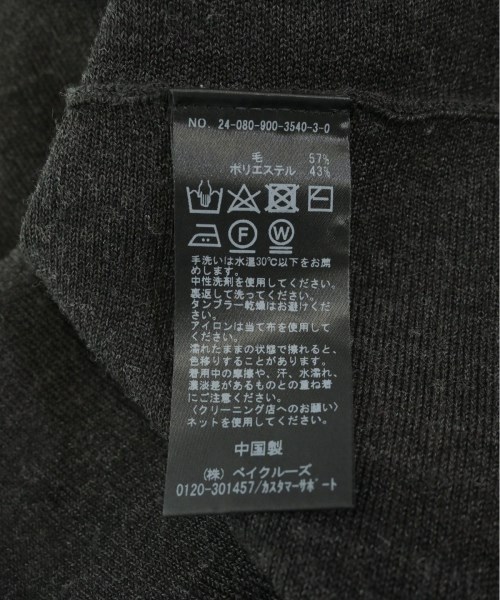 NO. 24-080-900-3540-3-0
毛 57%
ポリエステル 43%
F W
手洗いは水温30℃以下をお薦
めします。
中性洗剤を使用してください。
裏返して洗ってください。
タンブラー乾燥はお避けくだ
さい。
アイロンは当て布を使用して
ください。
濡れたままの状態で擦れると、
色移りすることがあります。
着用中の摩擦や、汗、水濡れ、
濃淡差があるものとの重ね着
にご注意ください。
(クリーニング店へのお願い)
ネットを使用してください。
中国製
(株) ベイクルーズ
0120-301457/カスタマーサポート